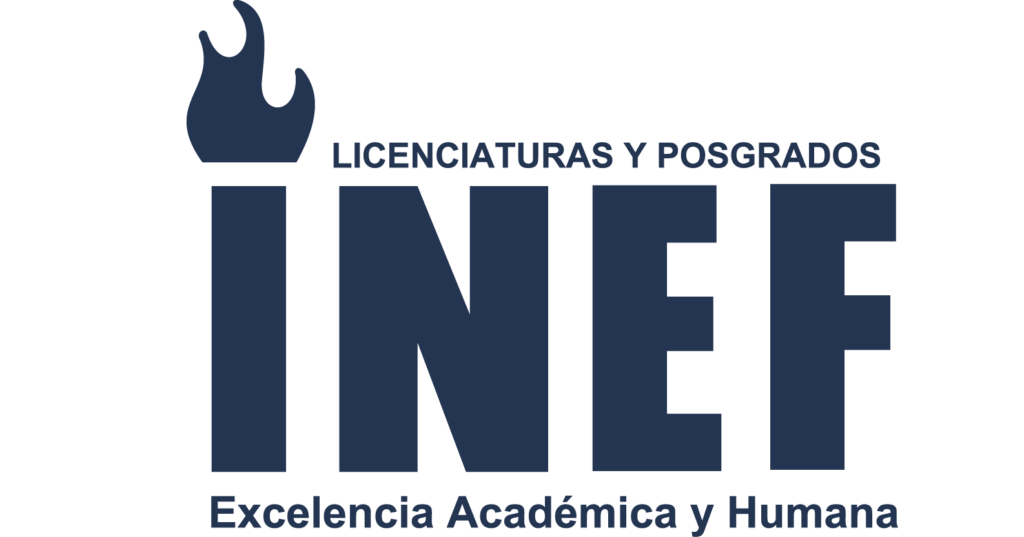 LICENCIATURAS Y POSGRADOS
INEF
Excelencia Académica y Humana